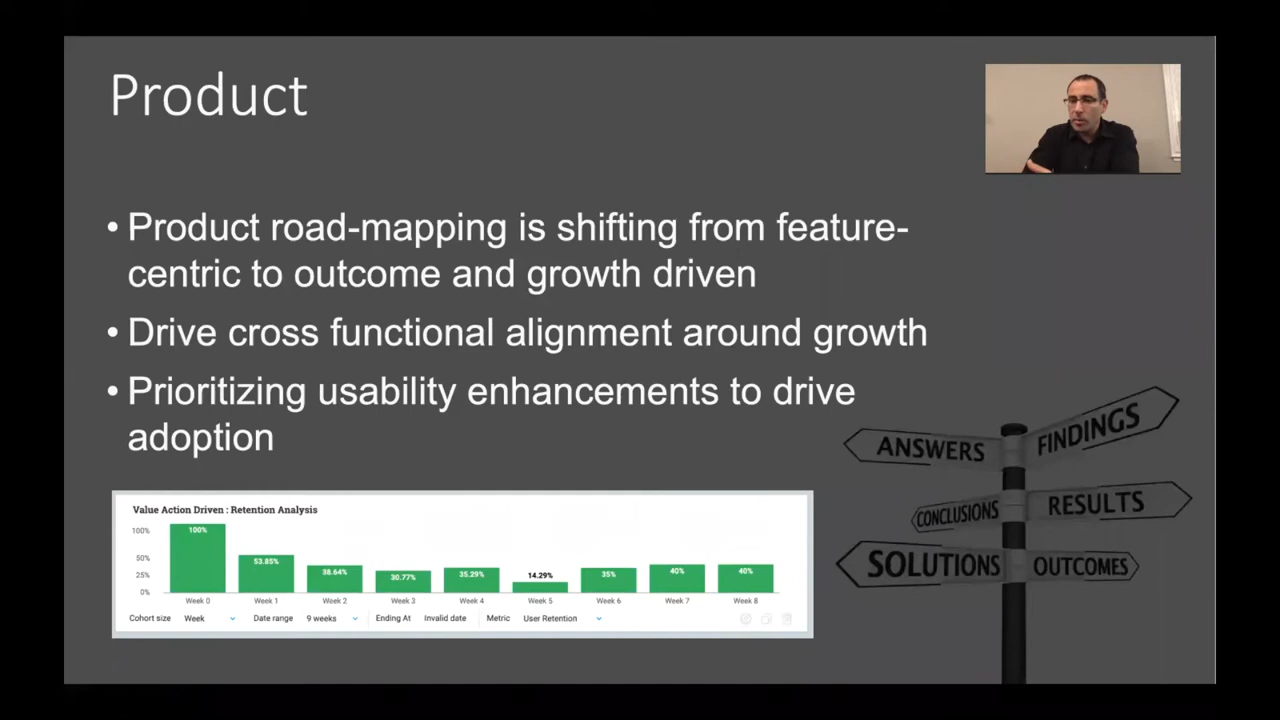 Product
• Product road-mapping is shifting from feature-
centric to outcome and growth driven
• Drive cross functional alignment around growth
• Prioritizing usability enhancements to drive
adoption
ANSWERS
FINDINGS
CONCLUSIONS
RESULTS
SOLUTIONS
OUTCOMES
Value Action Driven : Retention Analysis
100%
50%
25%
0%
100%
53.85%
38.64%
30.77%
35.29%
14.29%
35%
40%
40%
Week 0 Week 1 Week 2 Week 3 Week 4 Week 5 Week 6 Week 7 Week 8
Cohort size Week Date range 9 weeks Ending At Invalid date Metric User Retention